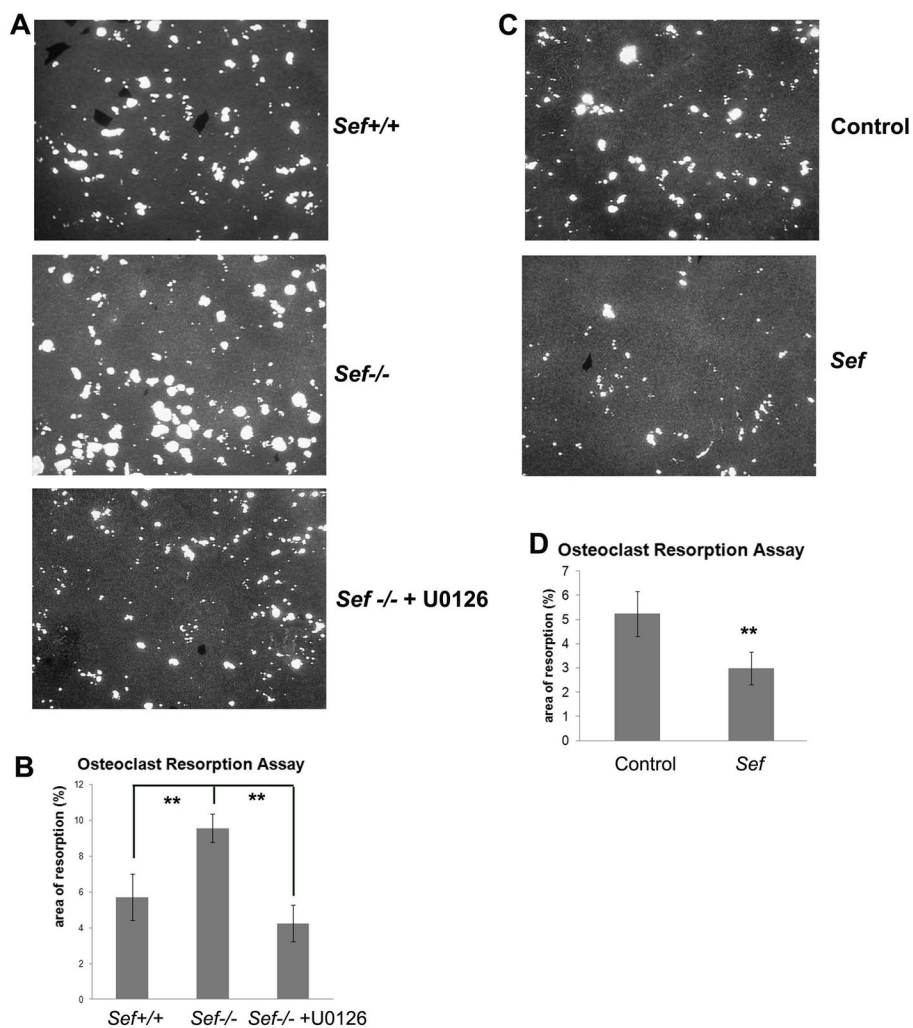 A
Sef+/+
Sef-/-
Sef -/- + U0126
B
Osteoclast Resorption Assay
area of resorption (%)
12
10
8
6
4
2
0
**
**
Sef+/+
Sef-/-
Sef-/- +U0126
C
Control
Sef
D
Osteoclast Resorption Assay
area of resorption (%)
7
6
5
4
3
2
1
0
**
Control
Sef